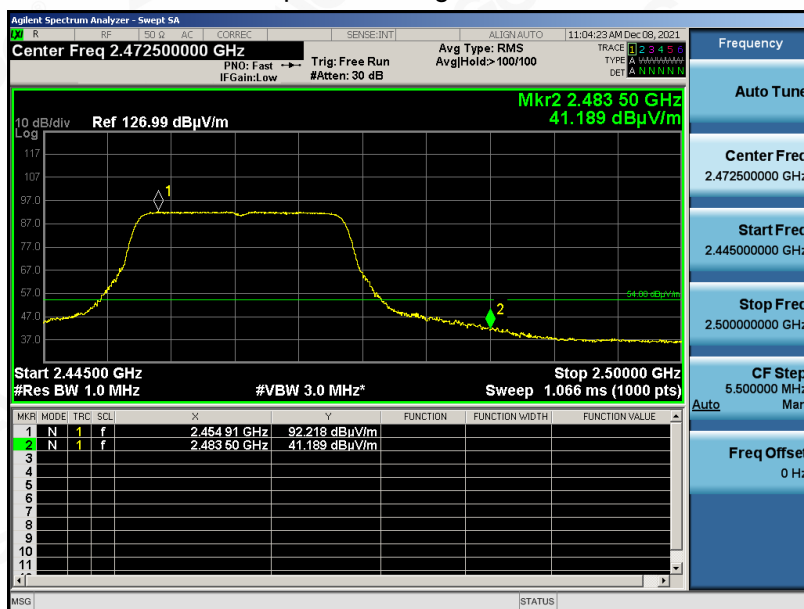 Agilent Spectrum Analyzer - Swept SA
LXI R RF 50 Ω AC CORREC SENSE:INT ALIGN AUTO 11:04:23 AM Dec 08, 2021
Center Freq 2.472500000 GHz
PNO: Fast
IFGain:Low
Trig: Free Run
#Atten: 30 dB
Avg Type: RMS
Avg|Hold:>100/100
TRACE 1 2 3 4 5 6
TYPE A WWWWW
DET A N N N N N
Mkr2 2.483 50 GHz
41.189 dBµV/m
10 dB/div Ref 126.99 dBµV/m
Log
117
107
97.0
87.0
77.0
67.0
57.0
47.0
37.0
1
2
54.00 dBµV/m
Start 2.44500 GHz Stop 2.50000 GHz
#Res BW 1.0 MHz #VBW 3.0 MHz* Sweep 1.066 ms (1000 pts)
MKR MODE TRC SCL X Y FUNCTION FUNCTION WIDTH FUNCTION VALUE
1 N 1 f 2.454 91 GHz 92.218 dBµV/m
2 N 1 f 2.483 50 GHz 41.189 dBµV/m
3
4
5
6
7
8
9
10
11
MSG STATUS
Frequency
Auto Tune
Center Freq
2.472500000 GHz
Start Freq
2.445000000 GHz
Stop Freq
2.500000000 GHz
CF Step
5.500000 MHz
Auto Man
Freq Offset
0 Hz